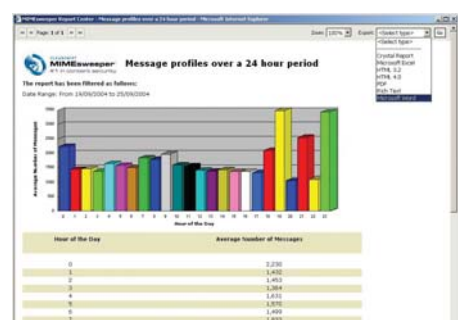 MIMEsweeper Report Center - Message profiles over a 24 hour period - Microsoft Internet Explorer
Page: 1 of 1
Zoom: 100%
Export: <Select type>
Go
<Select type>
Crystal Report
Microsoft Excel
HTML 3.2
HTML 4.0
PDF
Rich Text
Microsoft Word
MIMEsweeper
#1 in content security
Message profiles over a 24 hour period
The report has been filtered as follows:
Date Range: From 19/09/2004 to 25/09/2004
Average Number of Messages
0 1 2 3 4 5 6 7 8 9 10 11 12 13 14 15 16 17 18 19 20 21 22 23
Hour of the Day
Hour of the Day Average Number of Messages
0 2,230
1 1,432
2 1,453
3 1,384
4 1,631
5 1,570
6 1,499
7